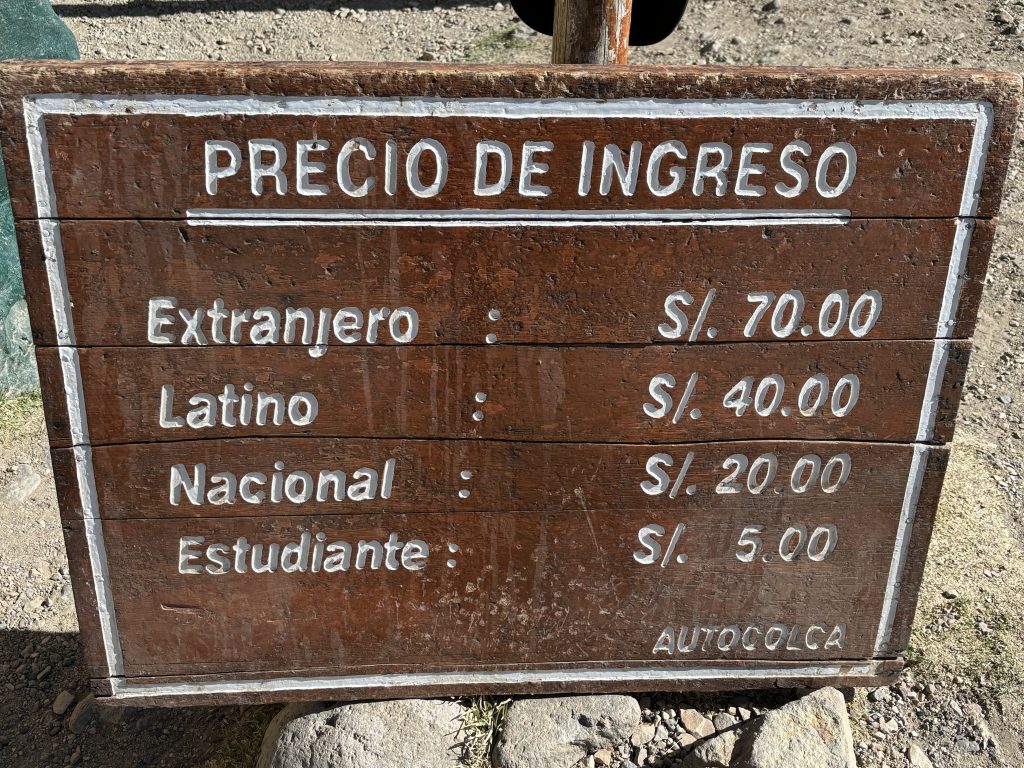 PRECIO DE INGRESO
Extranjero : S/. 70.00
Latino : S/. 40.00
Nacional : S/. 20.00
Estudiante : S/. 5.00
AUTOCOLCA